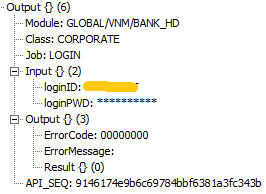 Output {} (6)
Module: GLOBAL/VNM/BANK_HD
Class: CORPORATE
Job: LOGIN
Input {} (2)
loginID:
loginPWD: **********
Output {} (3)
ErrorCode: 00000000
ErrorMessage:
Result {} (0)
API_SEQ: 9146174e9b6c69784bbf6381a3fc343b